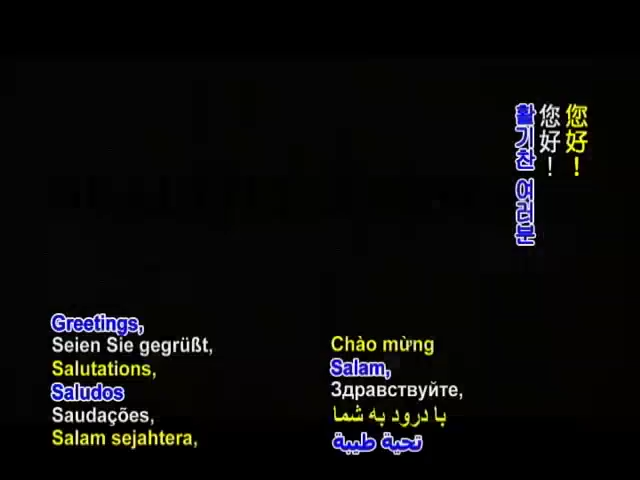 您好！
您好！
활기찬 여러분
Greetings,
Seien Sie gegrüßt,
Salutations,
Saludos
Saudações,
Salam sejahtera,
Chào mừng
Salam,
Здравствуйте,
با درود به شما
تحية طيبة